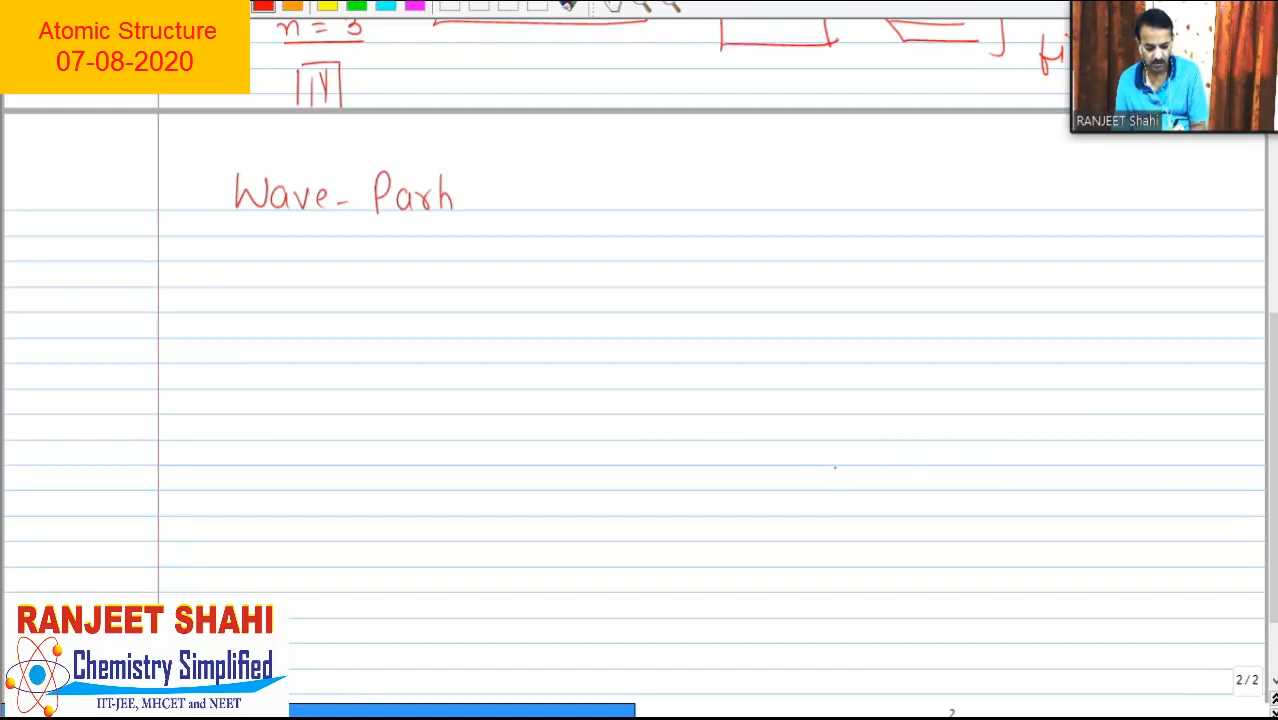 Atomic Structure
07-08-2020
n = 3
RANJEET Shahi
Wave - Parh
RANJEET SHAHI
Chemistry Simplified
IIT-JEE, MHCET and NEET
2/2
2